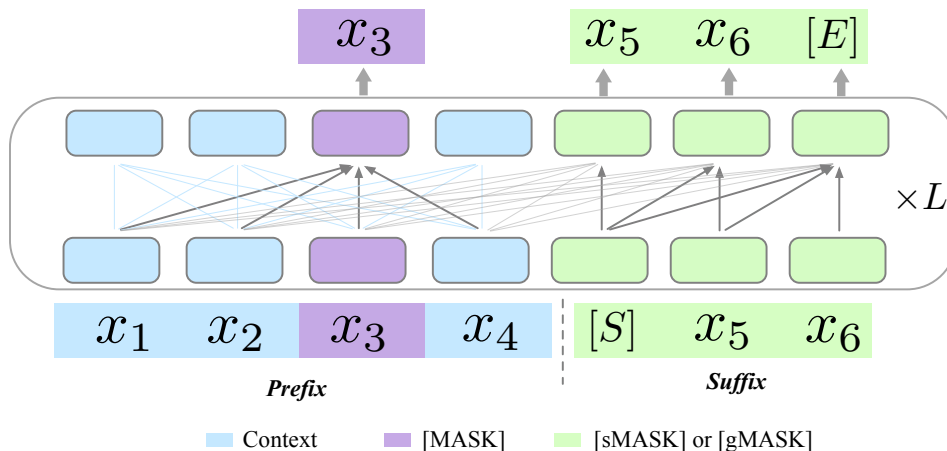 x3 x5 x6 [E]
×L
x1 x2 x3 x4 [S] x5 x6
Prefix Suffix
Context [MASK] [sMASK] or [gMASK]